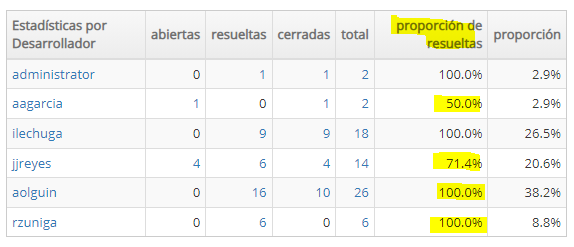 Estadísticas por Desarrollador abiertas resueltas cerradas total proporción de resueltas proporción
administrator 0 1 1 2 100.0% 2.9%
aagarcia 1 0 1 2 50.0% 2.9%
ilechuga 0 9 9 18 100.0% 26.5%
jjreyes 4 6 4 14 71.4% 20.6%
aolguin 0 16 10 26 100.0% 38.2%
rzuniga 0 6 0 6 100.0% 8.8%